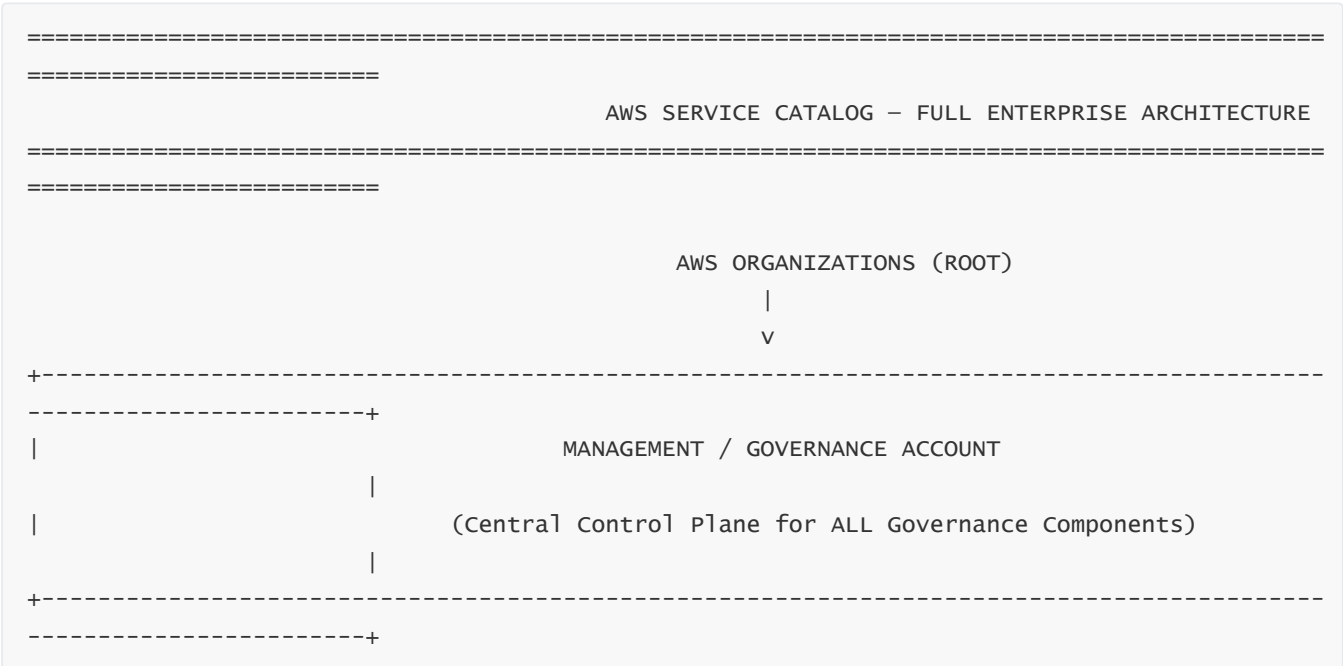 ============================================================================================
=========================
AWS SERVICE CATALOG — FULL ENTERPRISE ARCHITECTURE
============================================================================================
=========================
AWS ORGANIZATIONS (ROOT)
|
v
+-------------------------------------------------------------------------------------------
------------------------+
| MANAGEMENT / GOVERNANCE ACCOUNT
|
| (Central Control Plane for ALL Governance Components)
|
+-------------------------------------------------------------------------------------------
------------------------+